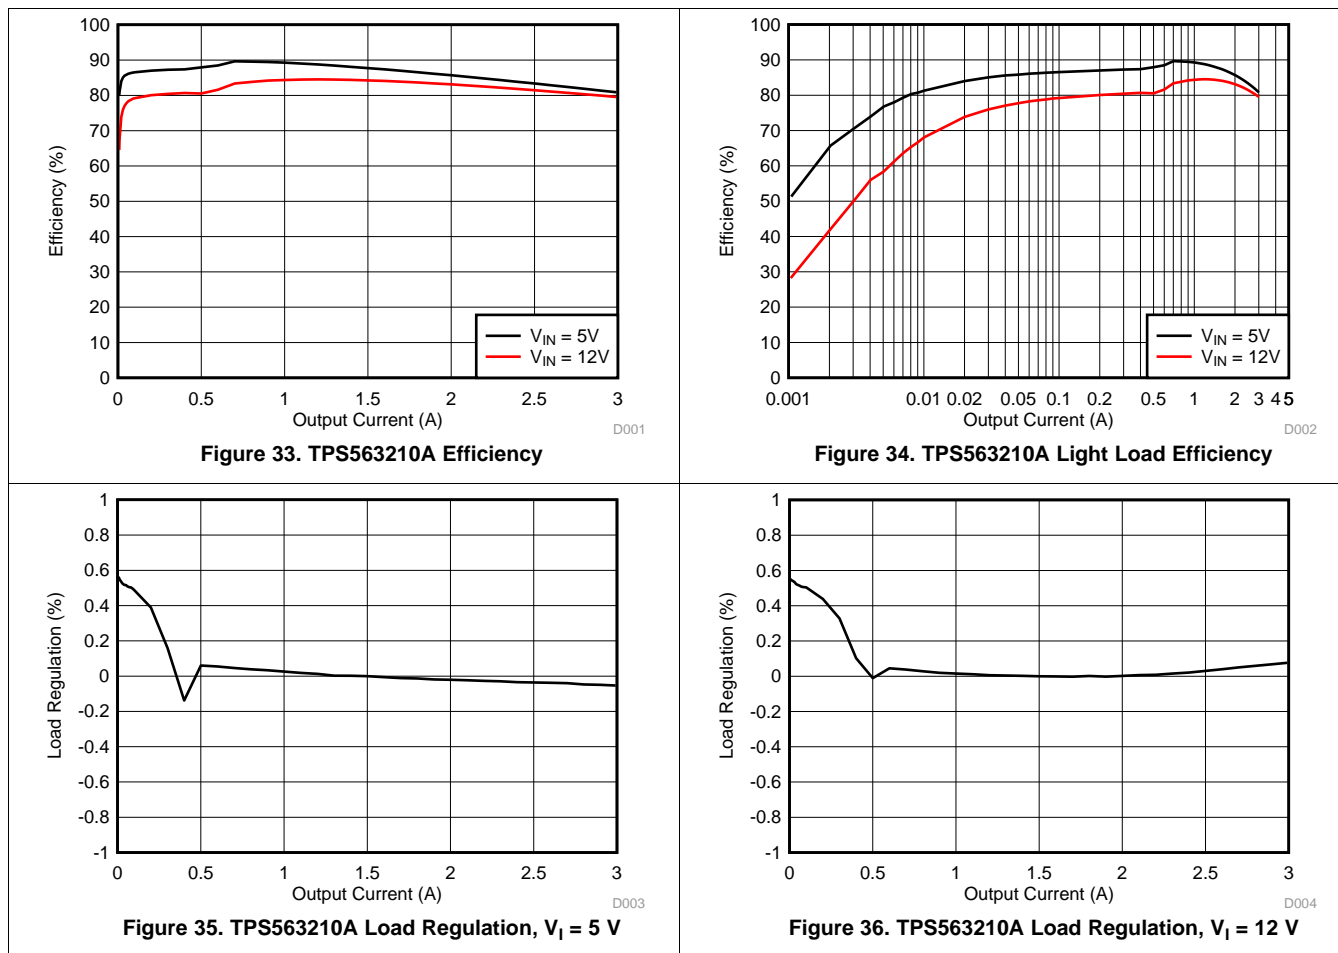 100
90
80
70
60
50
40
30
20
10
0
Efficiency (%)
V_IN = 5V
V_IN = 12V
0 0.5 1 1.5 2 2.5 3
Output Current (A)
D001
Figure 33. TPS563210A Efficiency
100
90
80
70
60
50
40
30
20
10
0
Efficiency (%)
V_IN = 5V
V_IN = 12V
0.001 0.01 0.02 0.05 0.1 0.2 0.5 1 2 3 4 5
Output Current (A)
D002
Figure 34. TPS563210A Light Load Efficiency
1
0.8
0.6
0.4
0.2
0
-0.2
-0.4
-0.6
-0.8
-1
Load Regulation (%)
0 0.5 1 1.5 2 2.5 3
Output Current (A)
D003
Figure 35. TPS563210A Load Regulation, V_I = 5 V
1
0.8
0.6
0.4
0.2
0
-0.2
-0.4
-0.6
-0.8
-1
Load Regulation (%)
0 0.5 1 1.5 2 2.5 3
Output Current (A)
D004
Figure 36. TPS563210A Load Regulation, V_I = 12 V